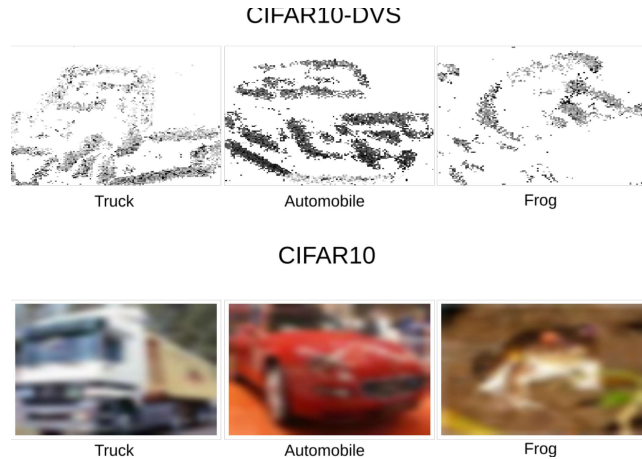 CIFAR10-DVS
Truck
Automobile
Frog
CIFAR10
Truck
Automobile
Frog